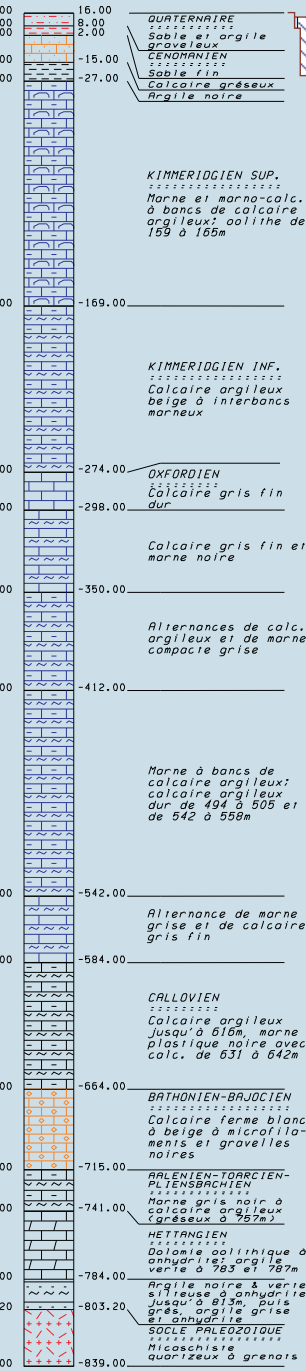 16.00
8.00
2.00
-15.00
-27.00
QUATERNAIRE
Sable et argile
graveleux
CENOMANIEN
Sable fin
Calcaire gréseux
Argile noire
KIMMERIDGIEN SUP.
Marne et marno-calc.
à bancs de calcaire
argileux; oolithe de
159 à 165m
-169.00
KIMMERIDGIEN INF.
Calcaire argileux
beige à interbancs
marneux
-274.00
OXFORDIEN
Calcaire gris fin
dur
-298.00
Calcaire gris fin et
marne noire
-350.00
Alternances de calc.
argileux et de marne
compacte grise
-412.00
Marne à bancs de
calcaire argileux;
calcaire argileux
dur de 494 à 505 et
de 542 à 558m
-542.00
Alternance de marne
grise et de calcaire
gris fin
-584.00
CALLOVIEN
Calcaire argileux
jusqu'à 616m, marne
plastique noire avec
calc. de 631 à 642m
-664.00
BATHONIEN-BAJOCIEN
Calcaire ferme blanc
à beige à microfila-
ments et gravelles
noires
-715.00
AALENIEN-TOARCIEN-
PLIENSBACHIEN
Marne gris noir à
calcaire argileux
(gréseux à 757m)
-741.00
HETTANGIEN
Dolomie oolithique à
anhydrite; argile
verte à 783 et 787m
-784.00
Argile noire & verte
silteuse à anhydrite
jusqu'à 813m, puis
grés, argile grise
et anhydrite
-803.20
SOCLE PALEOZOIQUE
Micaschiste
quartzeux à grenats
-839.00